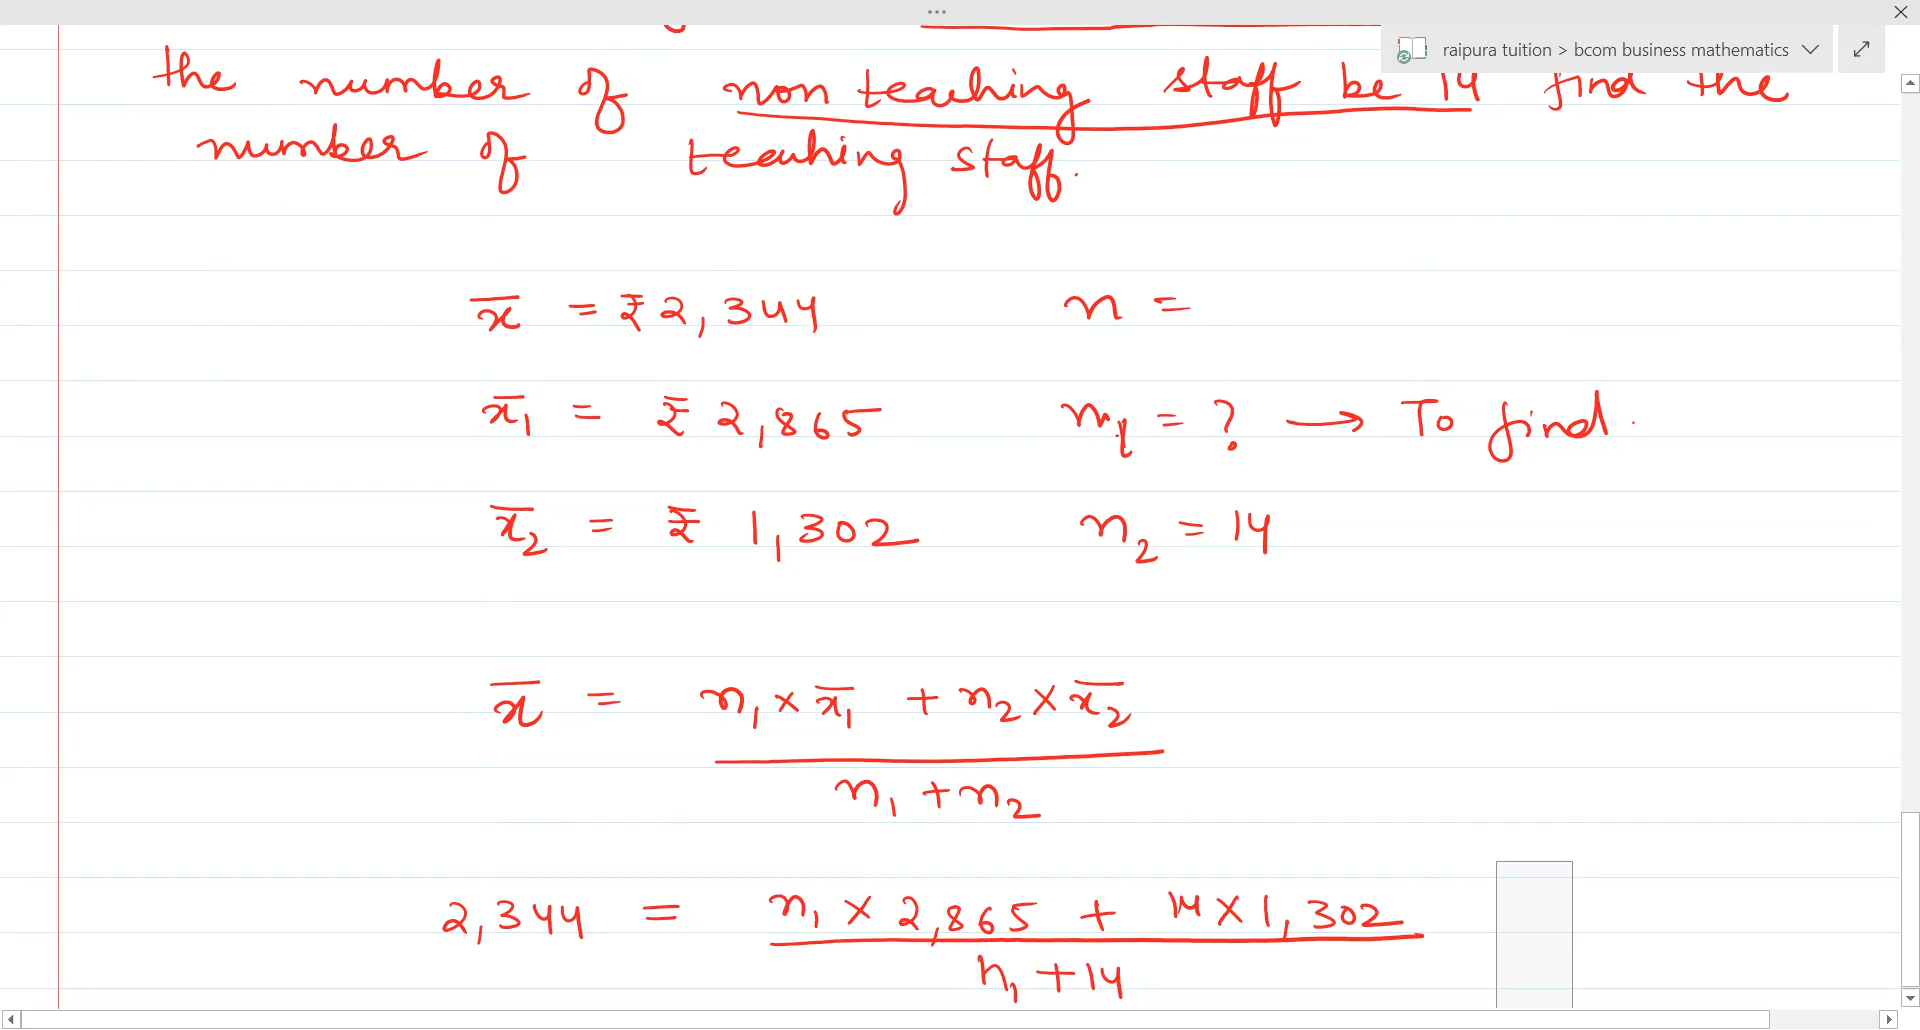 ...
raipura tuition > bcom business mathematics
the number of non teaching staff be 14 find the
number of teaching staff.
x̅ = ₹ 2,344 n =
x̅₁ = ₹ 2,865 n₁ = ? → To find.
x̅₂ = ₹ 1,302 n₂ = 14
x̅ = n₁ × x̅₁ + n₂ × x̅₂
n₁ + n₂
2,344 = n₁ × 2,865 + 14 × 1,302
n₁ + 14